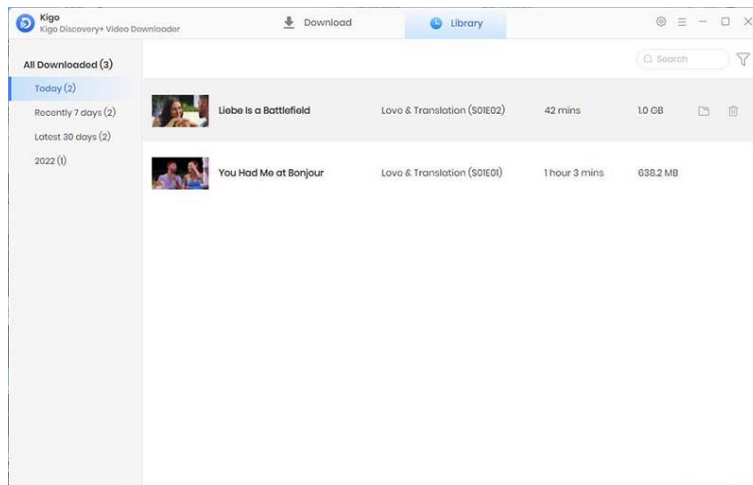 Kigo
Kigo Discovery+ Video Downloader
Download
Library
All Downloaded (3)
Search
Today (2)
Recently 7 days (2)
Latest 30 days (2)
2022 (1)
Liebe Is a Battlefield Love & Translation (S01E02) 42 mins 1.0 GB
You Had Me at Bonjour Love & Translation (S01E01) 1 hour 3 mins 638.2 MB